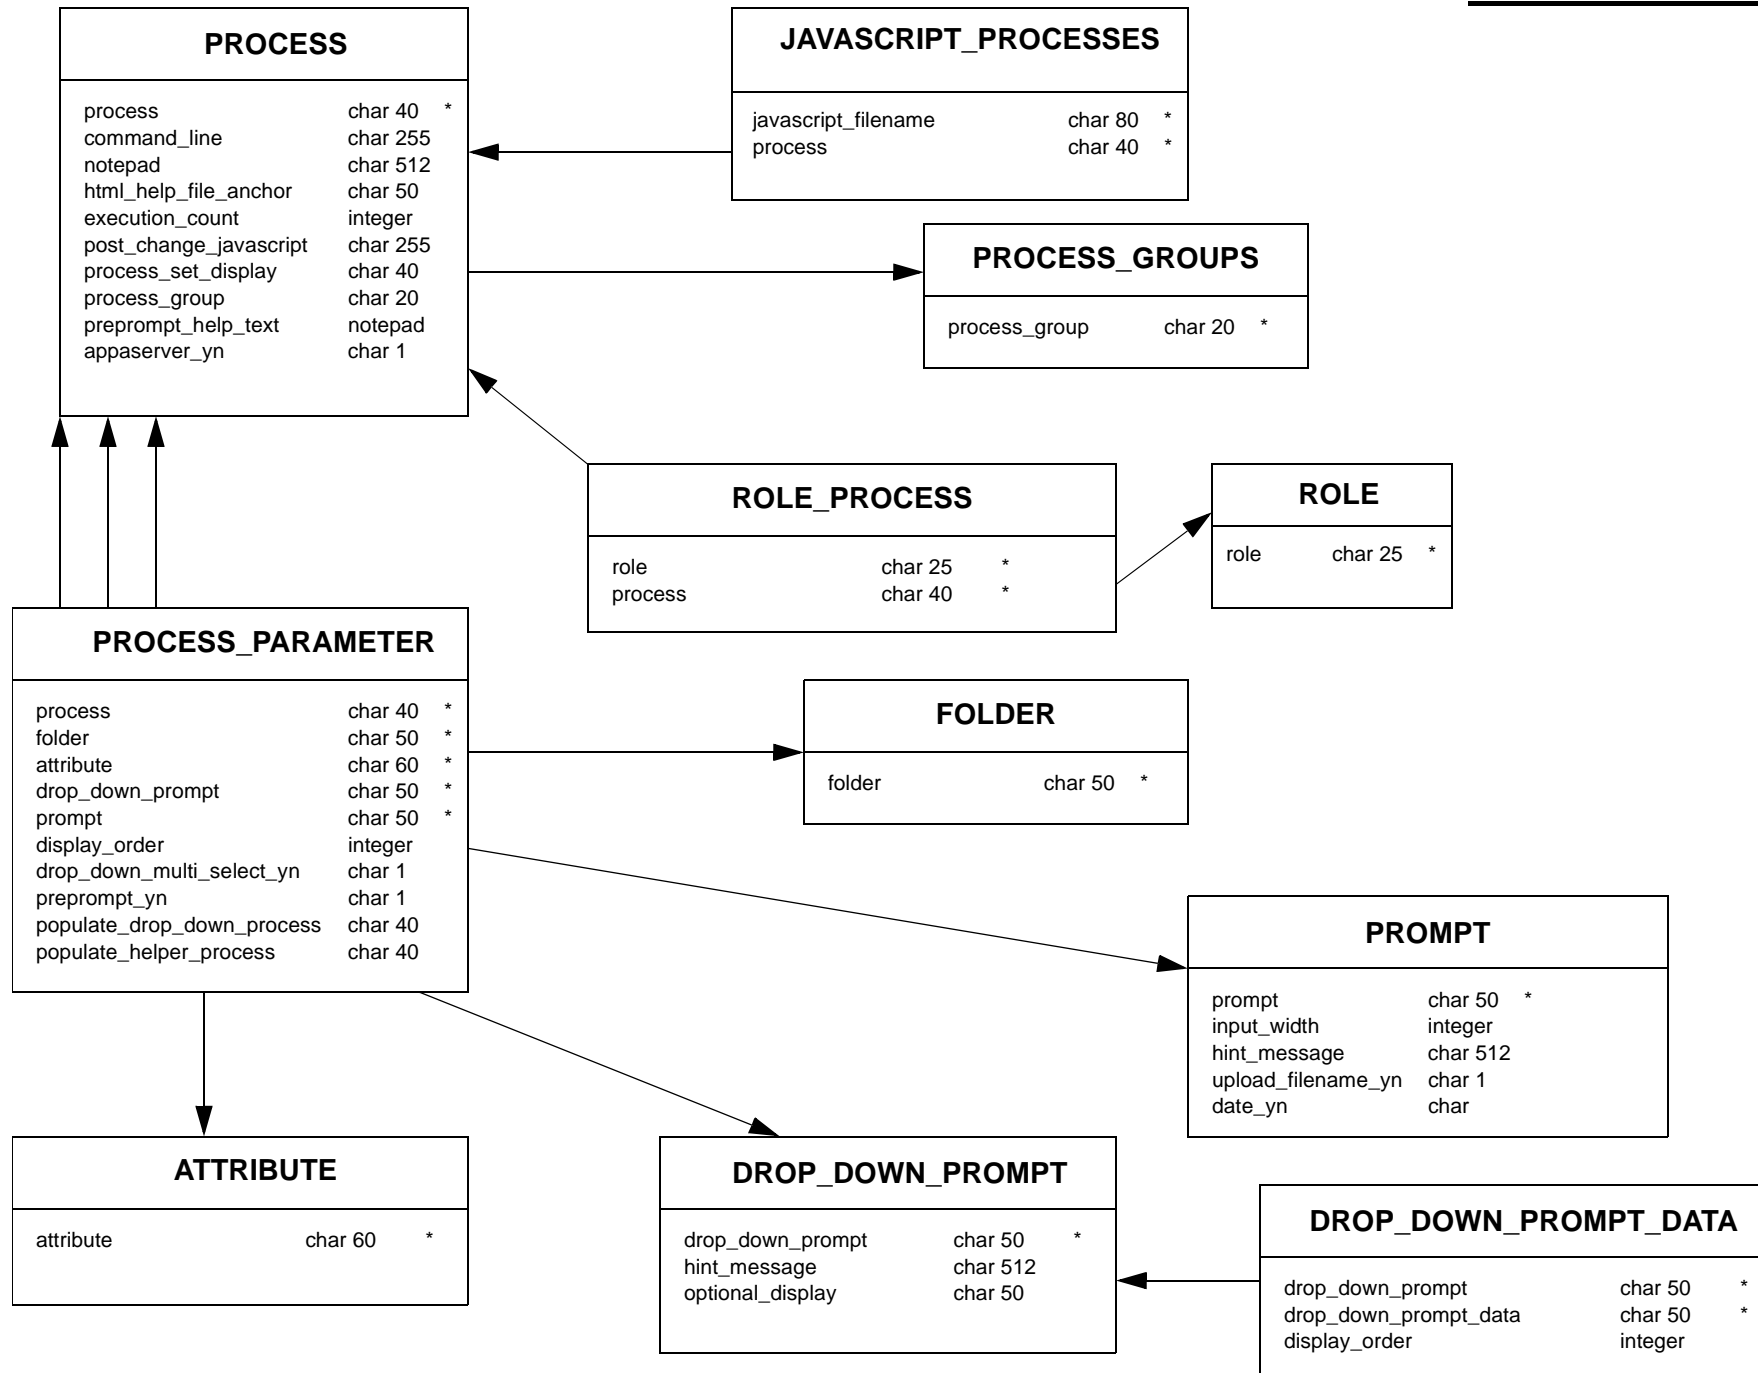 PROCESS
process char 40 *
command_line char 255
notepad char 512
html_help_file_anchor char 50
execution_count integer
post_change_javascript char 255
process_set_display char 40
process_group char 20
preprompt_help_text notepad
appaserver_yn char 1
JAVASCRIPT_PROCESSES
javascript_filename char 80 *
process char 40 *
PROCESS_GROUPS
process_group char 20 *
ROLE_PROCESS
role char 25 *
process char 40 *
ROLE
role char 25 *
PROCESS_PARAMETER
process char 40 *
folder char 50 *
attribute char 60 *
drop_down_prompt char 50 *
prompt char 50 *
display_order integer
drop_down_multi_select_yn char 1
preprompt_yn char 1
populate_drop_down_process char 40
populate_helper_process char 40
FOLDER
folder char 50 *
PROMPT
prompt char 50 *
input_width integer
hint_message char 512
upload_filename_yn char 1
date_yn char
ATTRIBUTE
attribute char 60 *
DROP_DOWN_PROMPT
drop_down_prompt char 50 *
hint_message char 512
optional_display char 50
DROP_DOWN_PROMPT_DATA
drop_down_prompt char 50 *
drop_down_prompt_data char 50 *
display_order integer